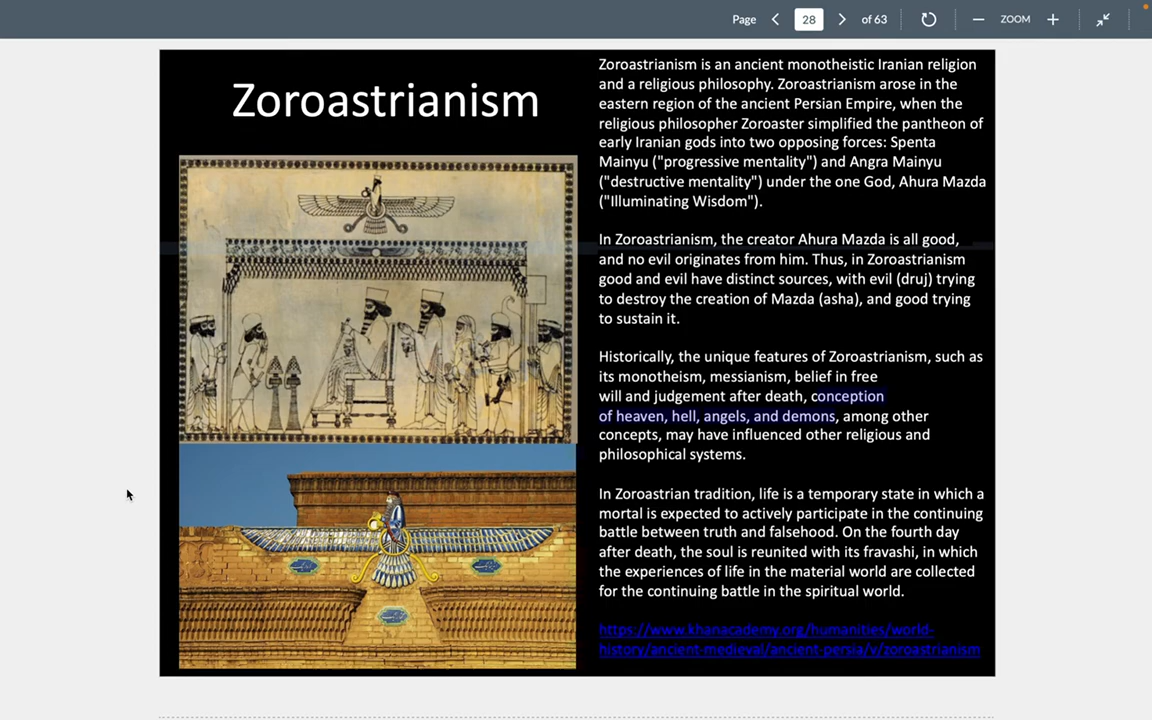 Page
28
of 63
ZOOM
Zoroastrianism
Zoroastrianism is an ancient monotheistic Iranian religion
and a religious philosophy. Zoroastrianism arose in the
eastern region of the ancient Persian Empire, when the
religious philosopher Zoroaster simplified the pantheon of
early Iranian gods into two opposing forces: Spenta
Mainyu ("progressive mentality") and Angra Mainyu
("destructive mentality") under the one God, Ahura Mazda
("Illuminating Wisdom").
In Zoroastrianism, the creator Ahura Mazda is all good,
and no evil originates from him. Thus, in Zoroastrianism
good and evil have distinct sources, with evil (druj) trying
to destroy the creation of Mazda (asha), and good trying
to sustain it.
Historically, the unique features of Zoroastrianism, such as
its monotheism, messianism, belief in free
will and judgement after death, conception
of heaven, hell, angels, and demons, among other
concepts, may have influenced other religious and
philosophical systems.
In Zoroastrian tradition, life is a temporary state in which a
mortal is expected to actively participate in the continuing
battle between truth and falsehood. On the fourth day
after death, the soul is reunited with its fravashi, in which
the experiences of life in the material world are collected
for the continuing battle in the spiritual world.
https://www.khanacademy.org/humanities/world-
history/ancient-medieval/ancient-persia/v/zoroastrianism